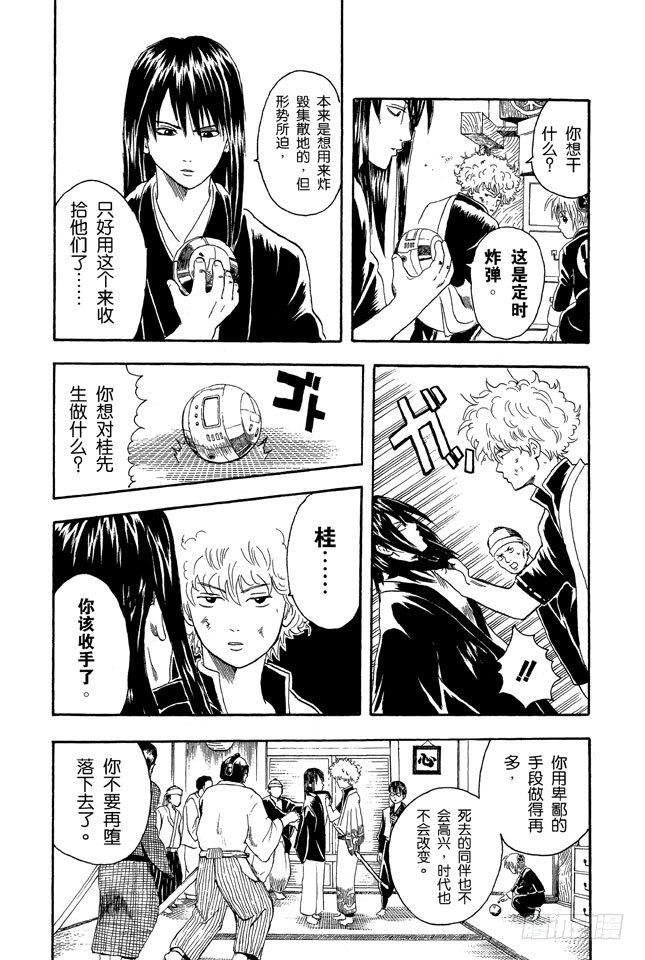 你想干
什么？
这是定时
炸弹。
本来是想用来炸
毁集散地的，但
形势所迫，
只好用这个来收
拾他们了……
ガッ
!!
ゴト
你想对桂先
生做什么？
桂
……
你该收手了。
你用卑鄙的
手段做得再
多，
死去的同伴也不
会高兴，时代也
不会改变。
心
你不要再堕
落下去了。